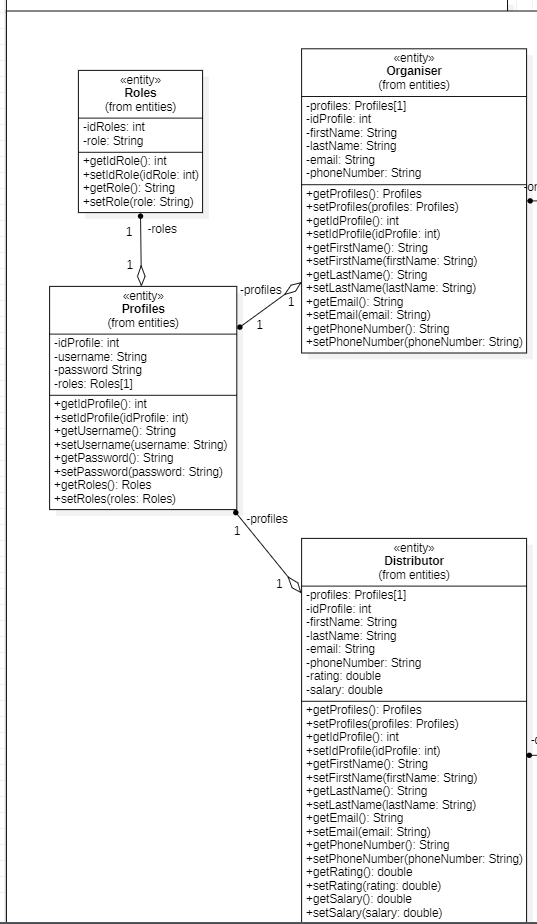 «entity»
Roles
(from entities)
-idRoles: int
-role: String
+getIdRole(): int
+setIdRole(idRole: int)
+getRole(): String
+setRole(role: String)
1
-roles
1
«entity»
Profiles
(from entities)
-idProfile: int
-username: String
-password String
-roles: Roles[1]
+getIdProfile(): int
+setIdProfile(idProfile: int)
+getUsername(): String
+setUsername(username: String)
+getPassword(): String
+setPassword(password: String)
+getRoles(): Roles
+setRoles(roles: Roles)
-profiles
1
1
«entity»
Organiser
(from entities)
-profiles: Profiles[1]
-idProfile: int
-firstName: String
-lastName: String
-email: String
-phoneNumber: String
+getProfiles(): Profiles
+setProfiles(profiles: Profiles)
+getIdProfile(): int
+setIdProfile(idProfile: int)
+getFirstName(): String
+setFirstName(firstName: String)
+getLastName(): String
+setLastName(lastName: String)
+getEmail(): String
+setEmail(email: String)
+getPhoneNumber(): String
+setPhoneNumber(phoneNumber: String)
-profiles
1
1
«entity»
Distributor
(from entities)
-profiles: Profiles[1]
-idProfile: int
-firstName: String
-lastName: String
-email: String
-phoneNumber: String
-rating: double
-salary: double
+getProfiles(): Profiles
+setProfiles(profiles: Profiles)
+getIdProfile(): int
+setIdProfile(idProfile: int)
+getFirstName(): String
+setFirstName(firstName: String)
+getLastName(): String
+setLastName(lastName: String)
+getEmail(): String
+setEmail(email: String)
+getPhoneNumber(): String
+setPhoneNumber(phoneNumber: String)
+getRating(): double
+setRating(rating: double)
+getSalary(): double
+setSalary(salary: double)